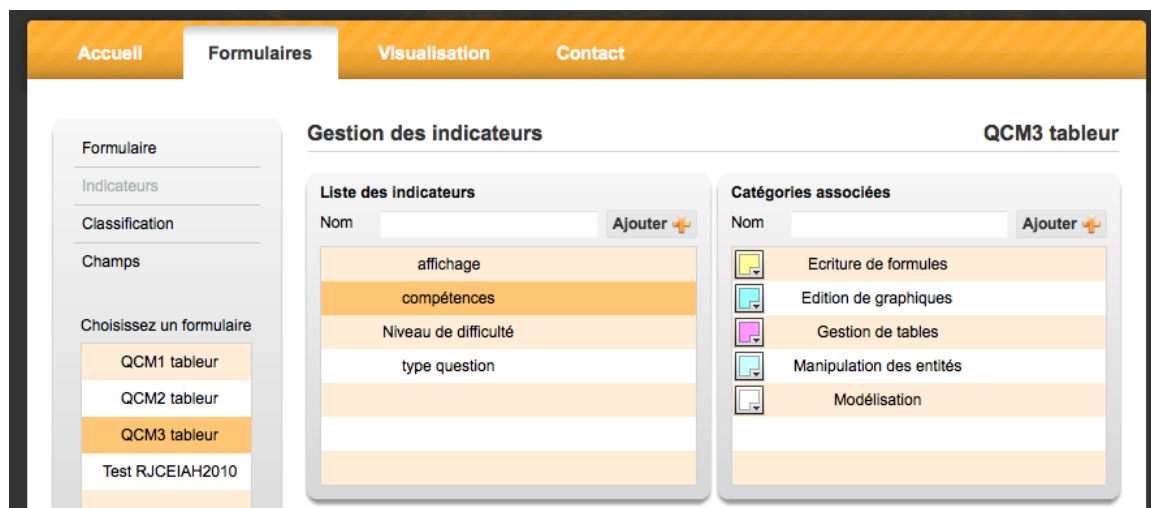 Accueil Formulaires Visualisation Contact
Formulaire
Indicateurs
Classification
Champs
Choisissez un formulaire
QCM1 tableur
QCM2 tableur
QCM3 tableur
Test RJCEIAH2010
Gestion des indicateurs QCM3 tableur
Liste des indicateurs
Nom Ajouter
affichage
compétences
Niveau de difficulté
type question
Catégories associées
Nom Ajouter
Ecriture de formules
Edition de graphiques
Gestion de tables
Manipulation des entités
Modélisation